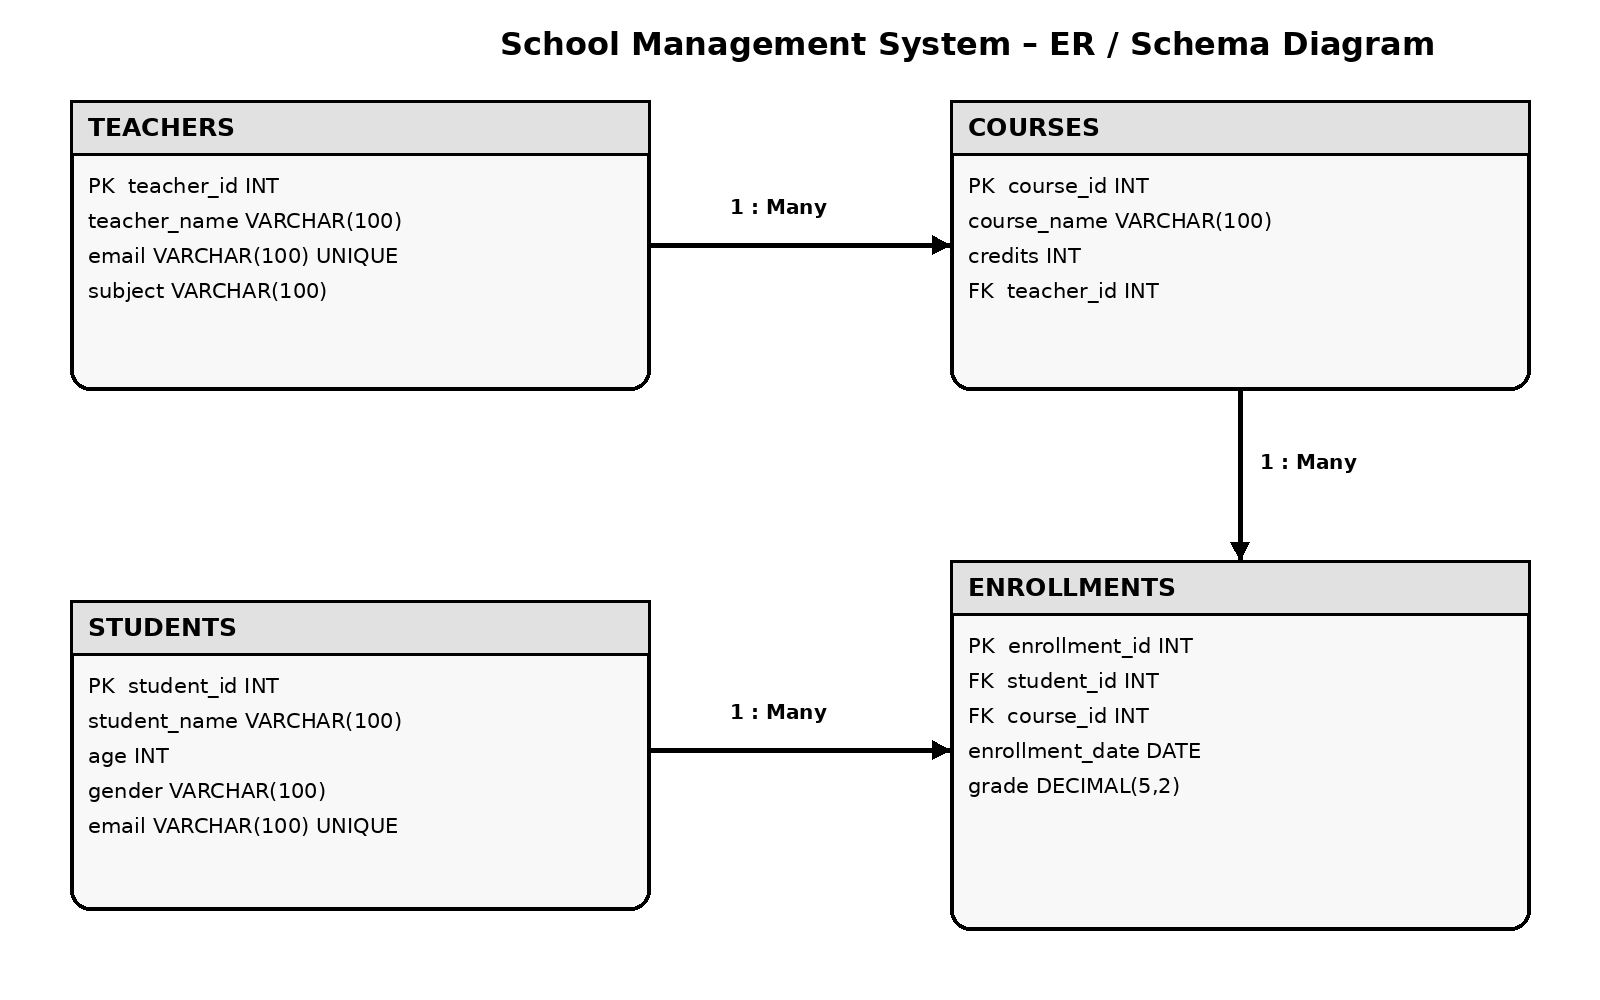 School Management System – ER / Schema Diagram
TEACHERS
PK  teacher_id INT
teacher_name VARCHAR(100)
email VARCHAR(100) UNIQUE
subject VARCHAR(100)
1 : Many
COURSES
PK  course_id INT
course_name VARCHAR(100)
credits INT
FK  teacher_id INT
1 : Many
STUDENTS
PK  student_id INT
student_name VARCHAR(100)
age INT
gender VARCHAR(100)
email VARCHAR(100) UNIQUE
1 : Many
ENROLLMENTS
PK  enrollment_id INT
FK  student_id INT
FK  course_id INT
enrollment_date DATE
grade DECIMAL(5,2)